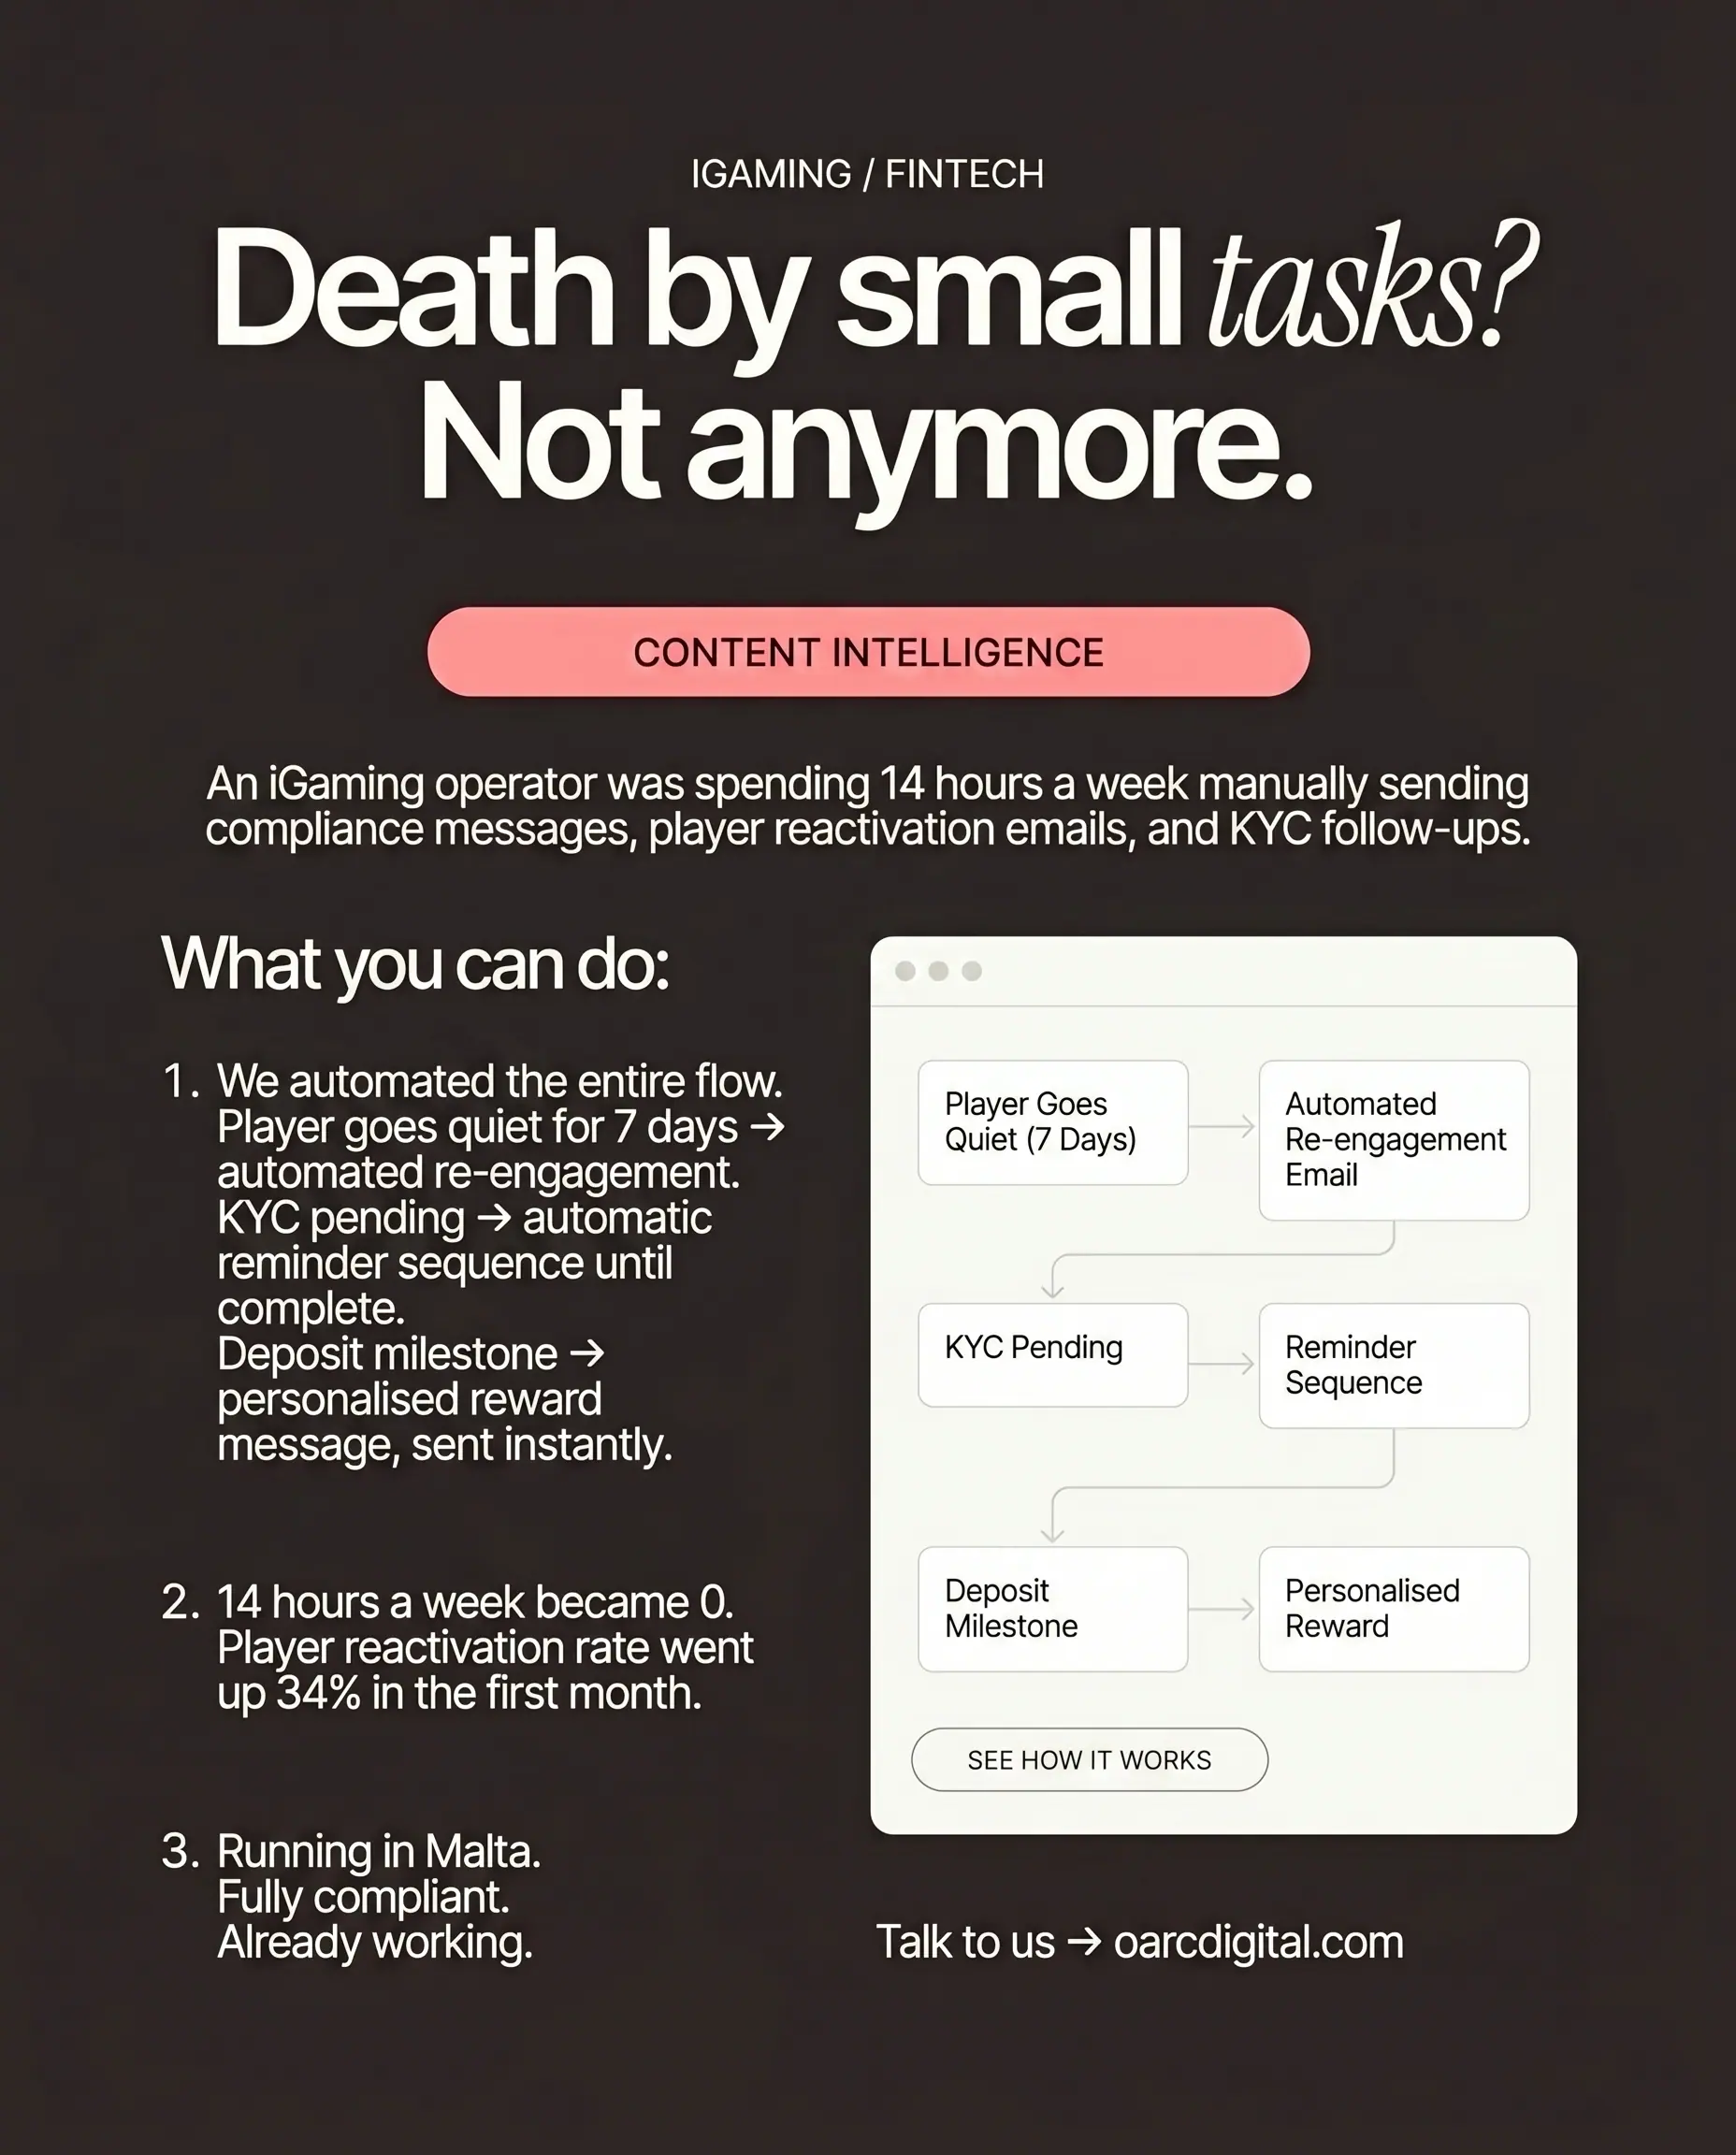 IGAMING / FINTECH
Death by small tasks?
Not anymore.
CONTENT INTELLIGENCE
An iGaming operator was spending 14 hours a week manually sending
compliance messages, player reactivation emails, and KYC follow-ups.
What you can do:
1. We automated the entire flow.
Player goes quiet for 7 days →
automated re-engagement.
KYC pending → automatic
reminder sequence until
complete.
Deposit milestone →
personalised reward
message, sent instantly.
2. 14 hours a week became 0.
Player reactivation rate went
up 34% in the first month.
3. Running in Malta.
Fully compliant.
Already working.
Player Goes
Quiet (7 Days)
Automated
Re-engagement
Email
KYC Pending
Reminder
Sequence
Deposit
Milestone
Personalised
Reward
SEE HOW IT WORKS
Talk to us → oarcdigital.com